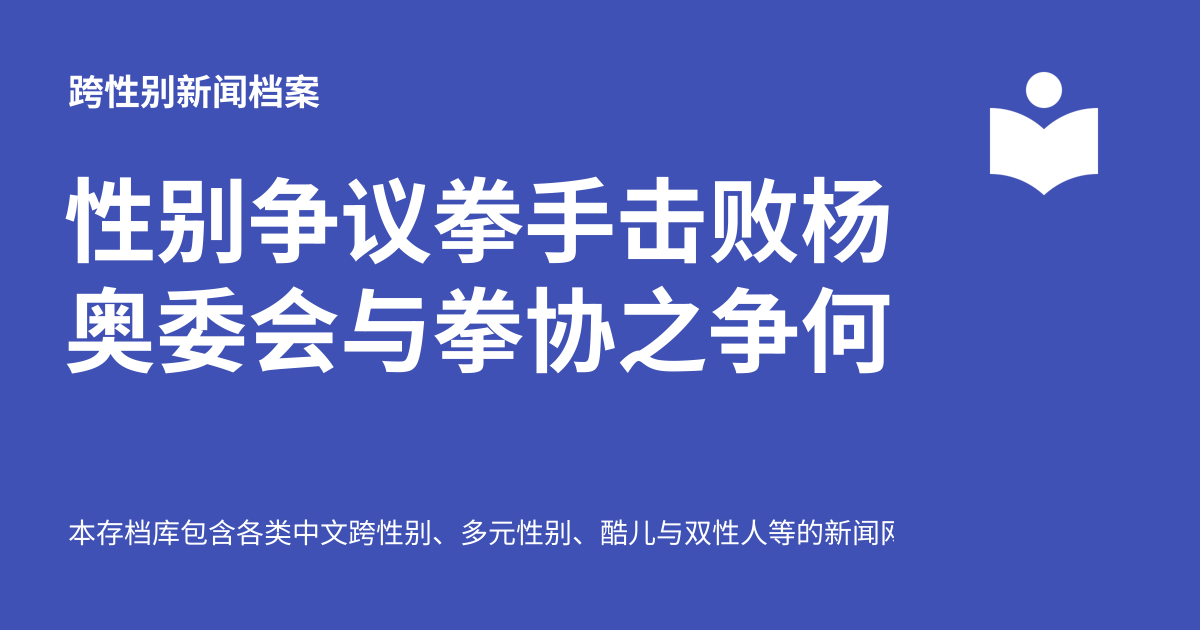 跨性别新闻档案
性别争议拳手击败杨
奥委会与拳协之争何
本存档库包含各类中文跨性别、多元性别、酷儿与双性人等的新闻